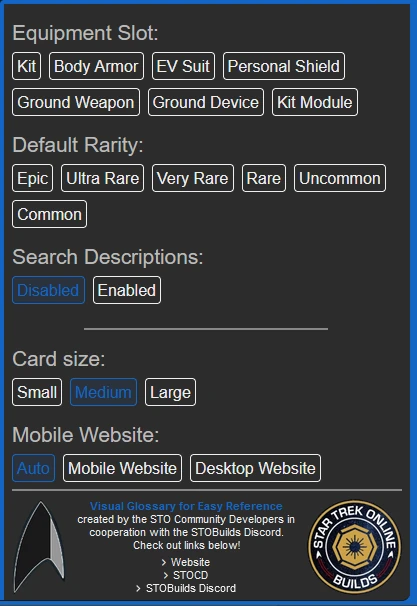 Equipment Slot:
Kit Body Armor EV Suit Personal Shield
Ground Weapon Ground Device Kit Module
Default Rarity:
Epic Ultra Rare Very Rare Rare Uncommon
Common
Search Descriptions:
Disabled Enabled
Card size:
Small Medium Large
Mobile Website:
Auto Mobile Website Desktop Website
Visual Glossary for Easy Reference
created by the STO Community Developers in
cooperation with the STOBuilds Discord.
Check out links below!
> Website
> STOCD
> STOBuilds Discord
STAR TREK ONLINE
BUILDS